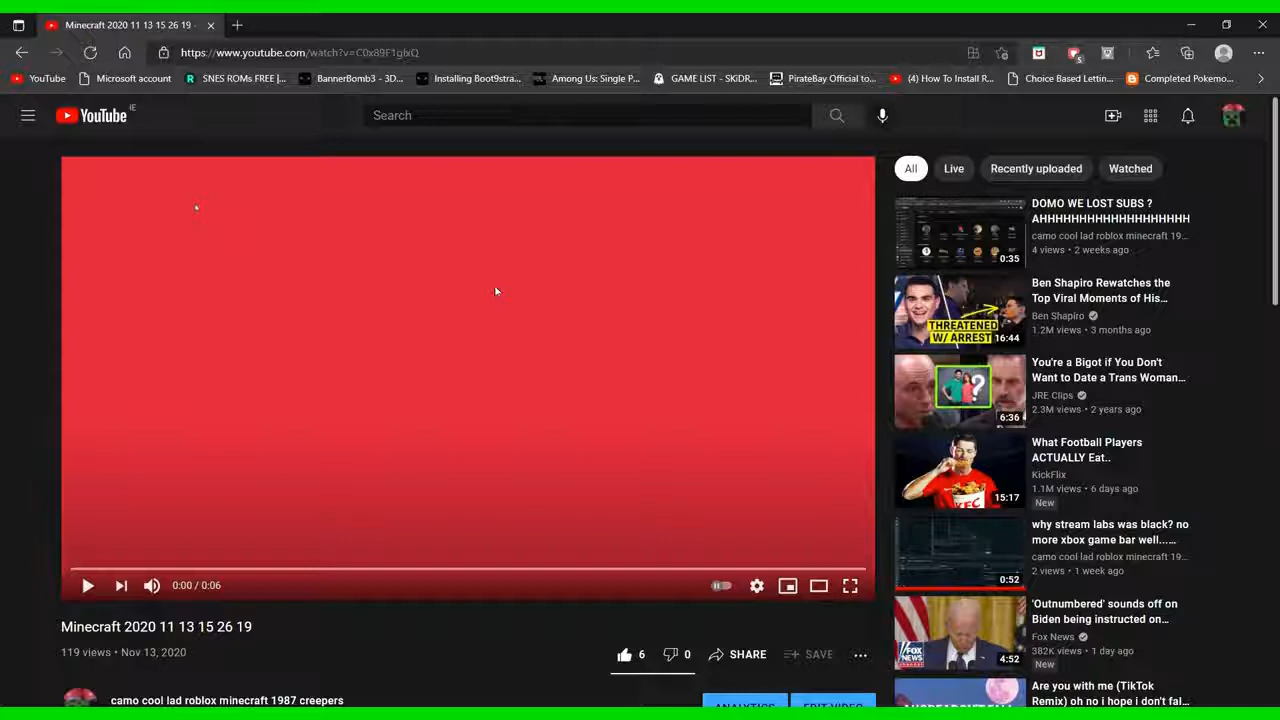 Minecraft 2020 11 13 15 26 19 -
https://www.youtube.com/watch?v=C0x89F1glxQ
YouTube
Microsoft account
SNES ROMs FREE |...
BannerBomb3 - 3D...
Installing Boot9stra...
Among Us: Single P...
GAME LIST - SKiDR...
PirateBay Official to...
(4) How To Install R...
Choice Based Lettin...
Completed Pokemo...
YouTube IE
Search
All
Live
Recently uploaded
Watched
DOMO WE LOST SUBS ?
AHHHHHHHHHHHHHHHHHHH
camo cool lad roblox minecraft 19...
4 views • 2 weeks ago
0:35
Ben Shapiro Rewatches the
Top Viral Moments of His...
Ben Shapiro
1.2M views • 3 months ago
THREATENED
W/ ARREST
16:44
You're a Bigot if You Don't
Want to Date a Trans Woman...
JRE Clips
2.3M views • 2 years ago
?
6:36
What Football Players
ACTUALLY Eat..
KickFlix
1.1M views • 6 days ago
New
KFC
15:17
why stream labs was black? no
more xbox game bar well....
camo cool lad roblox minecraft 19...
2 views • 1 week ago
0:52
'Outnumbered' sounds off on
Biden being instructed on...
Fox News
382K views • 1 day ago
New
FOX
NEWS
channel
4:52
Are you with me (TikTok
Remix) oh no i hope i don't fal...
0:00 / 0:06
Minecraft 2020 11 13 15 26 19
119 views • Nov 13, 2020
6
0
SHARE
SAVE
camo cool lad roblox minecraft 1987 creepers
ANALYTICS
EDIT VIDEO